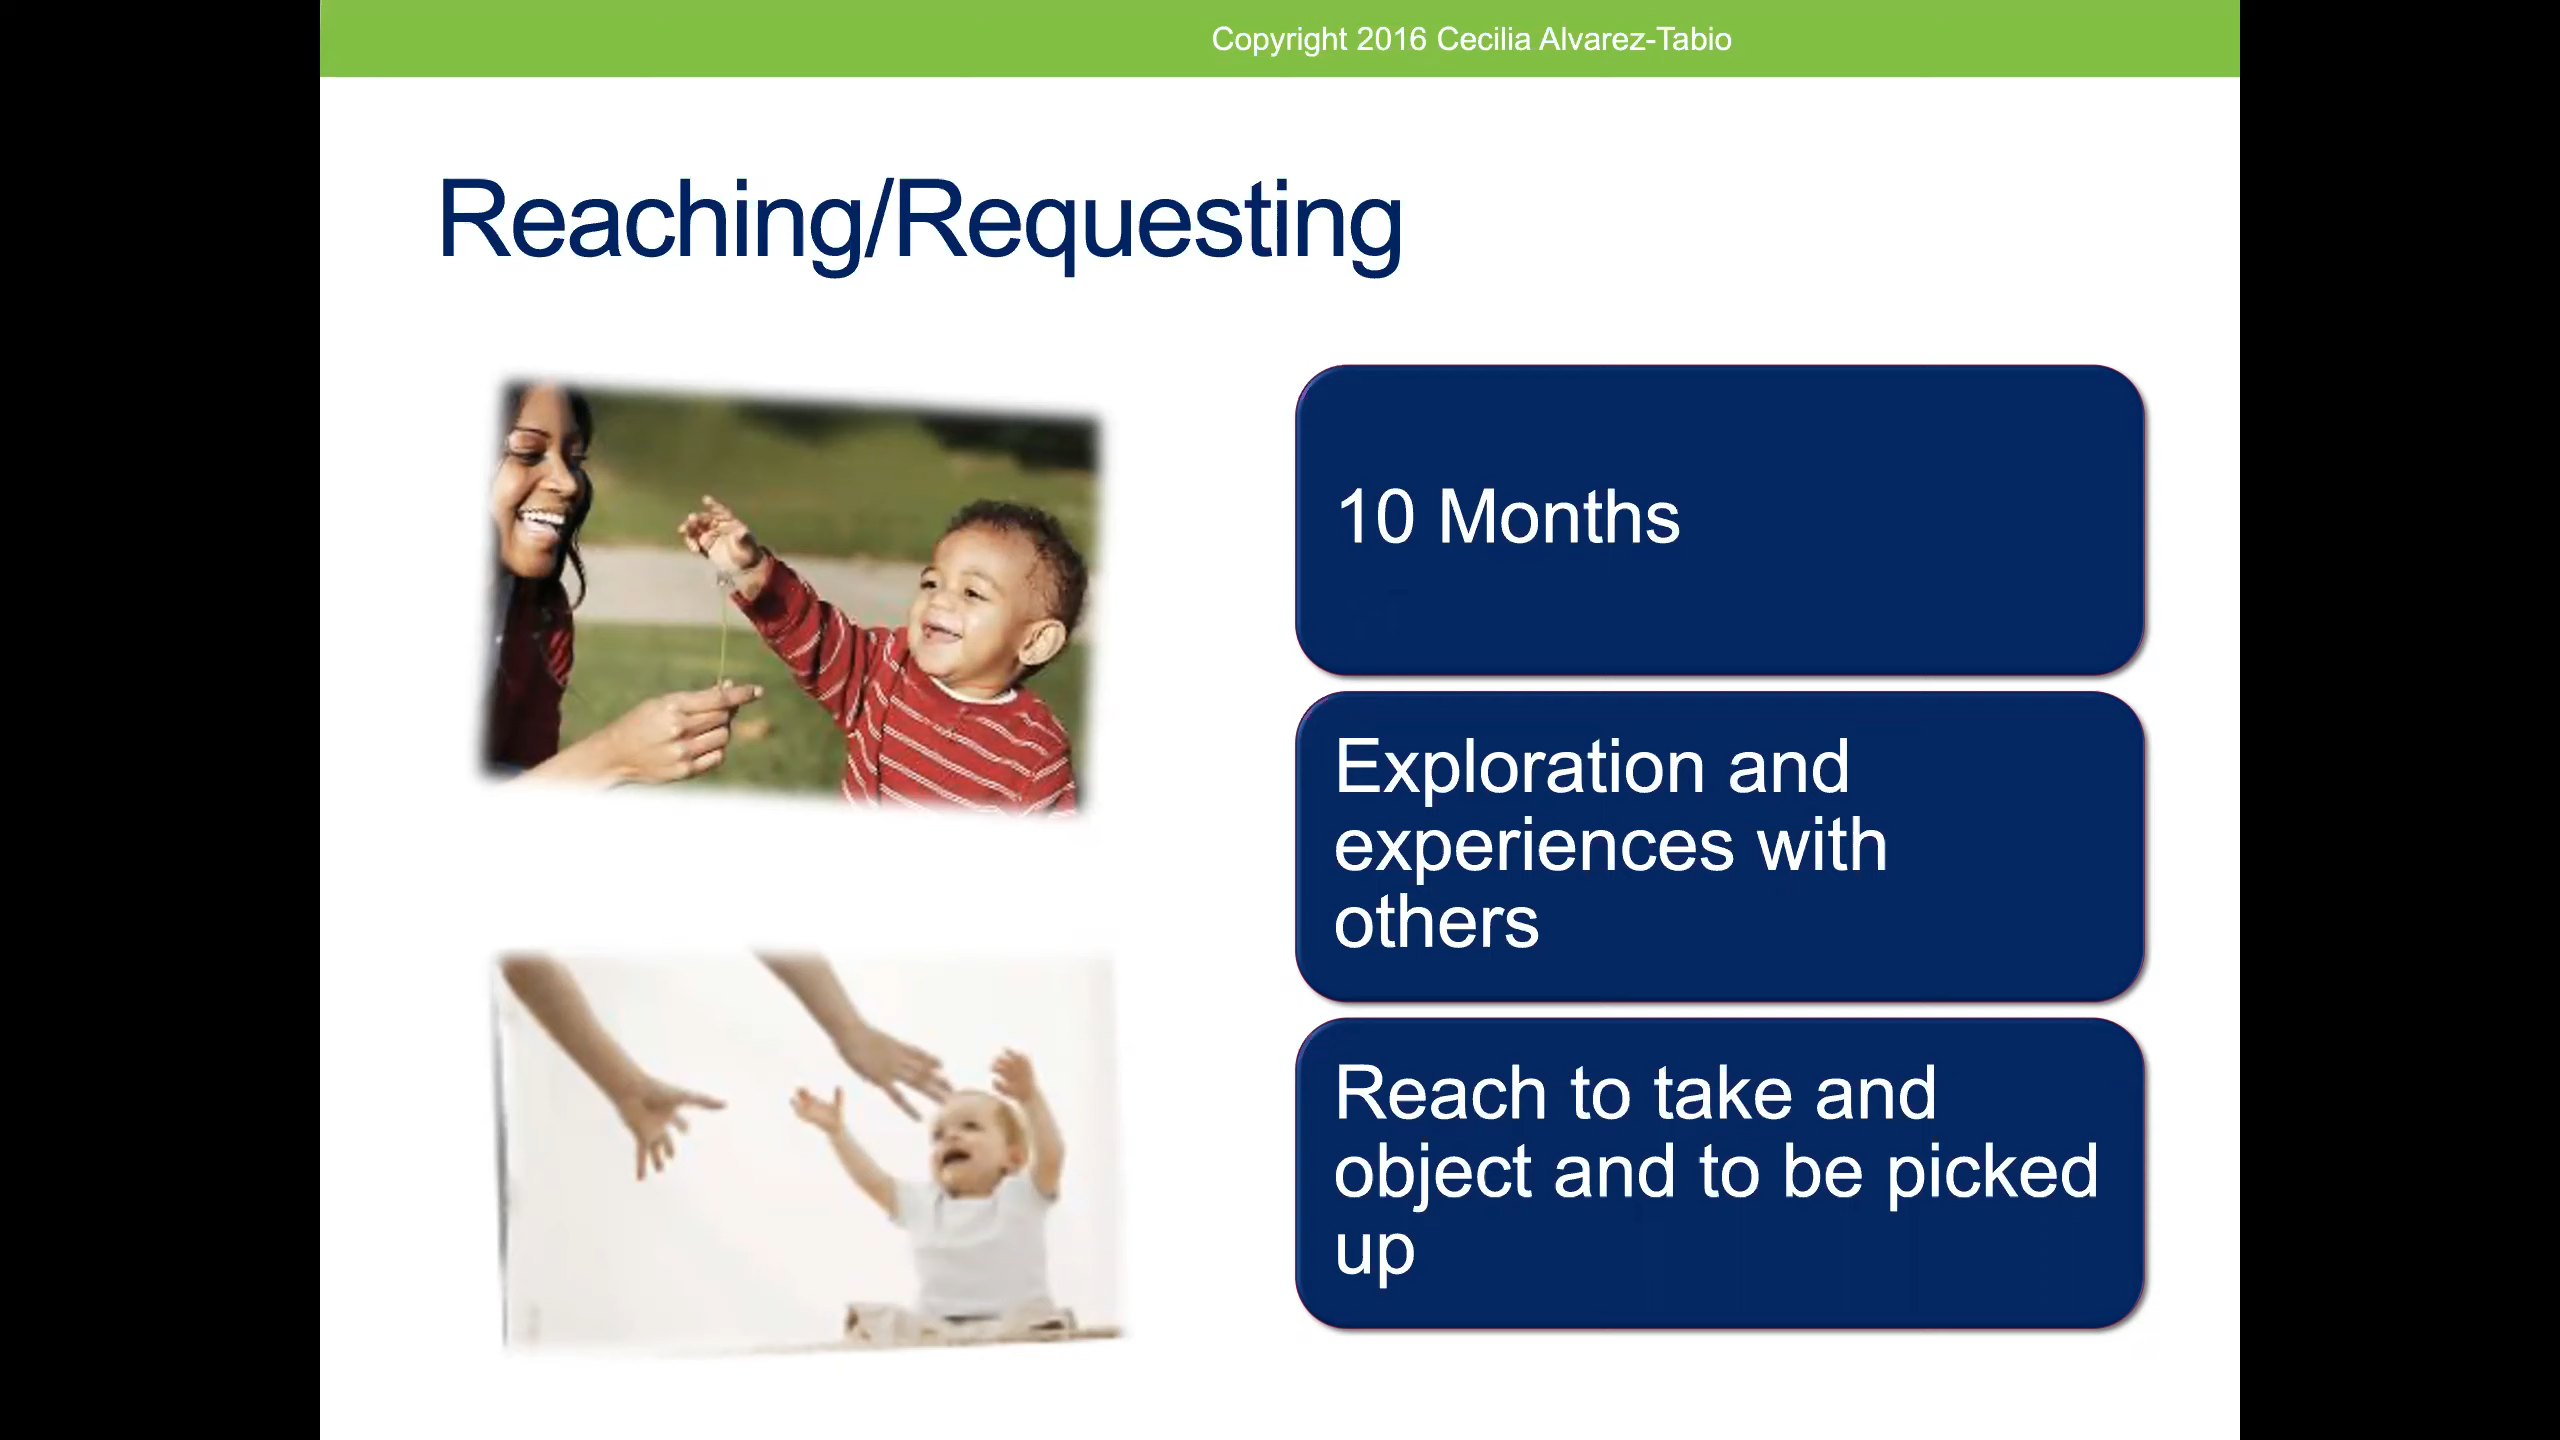 Copyright 2016 Cecilia Alvarez-Tabio
Reaching/Requesting
10 Months
Exploration and
experiences with
others
Reach to take and
object and to be picked
up